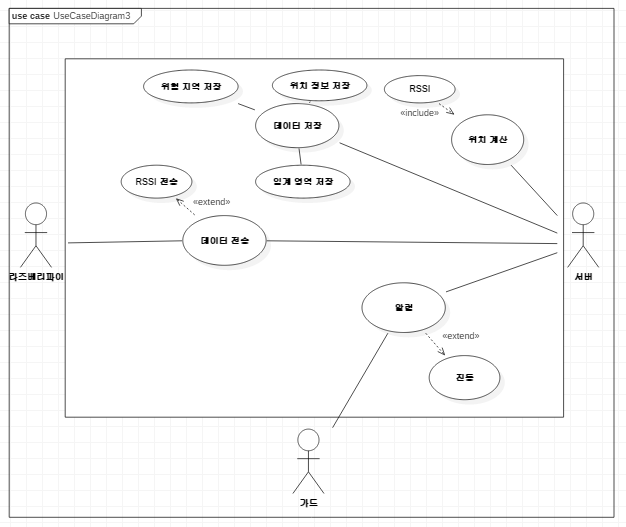 use case UseCaseDiagram3
위험 지역 저장
위치 정보 저장
RSSI
«include»
데이터 저장
위치 계산
RSSI 전송
임계 영역 저장
«extend»
데이터 전송
라즈베리파이
서버
알림
«extend»
진동
가드